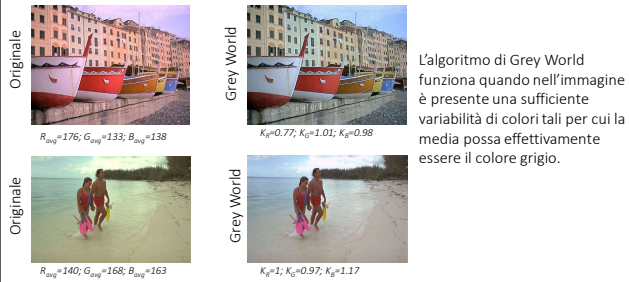 Originale
Grey World
R_avg=176; G_avg=133; B_avg=138
K_R=0.77; K_G=1.01; K_B=0.98
Originale
Grey World
R_avg=140; G_avg=168; B_avg=163
K_R=1; K_G=0.97; K_B=1.17
L'algoritmo di Grey World
funziona quando nell'immagine
è presente una sufficiente
variabilità di colori tali per cui la
media possa effettivamente
essere il colore grigio.